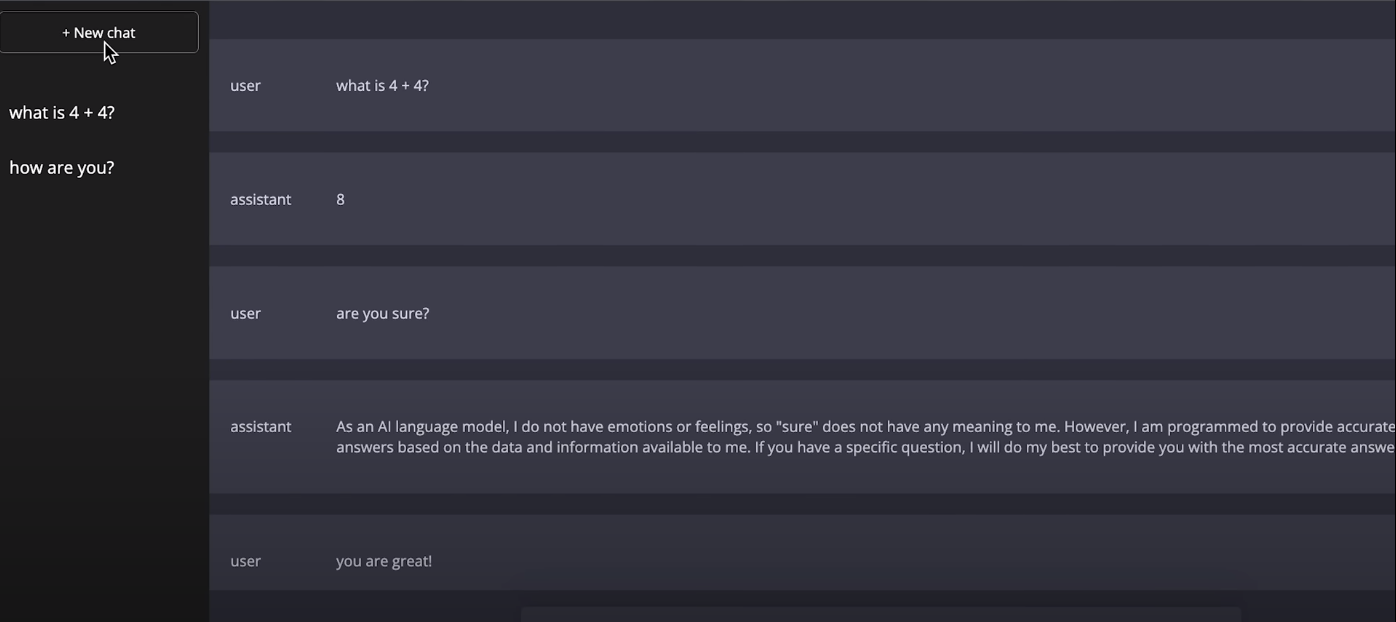 + New chat
what is 4 + 4?
how are you?
user what is 4 + 4?
assistant 8
user are you sure?
assistant As an AI language model, I do not have emotions or feelings, so "sure" does not have any meaning to me. However, I am programmed to provide accurate
answers based on the data and information available to me. If you have a specific question, I will do my best to provide you with the most accurate answe
user you are great!